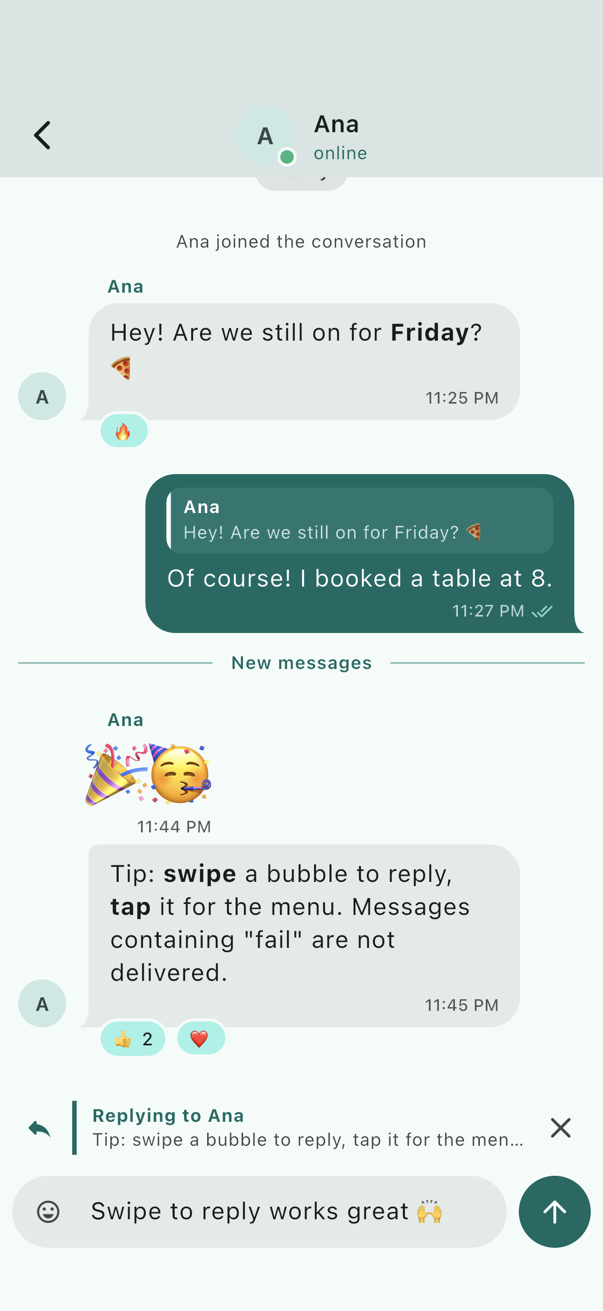 A
Ana
online
Ana joined the conversation
Ana
Hey! Are we still on for Friday?
🍕
11:25 PM
A
🔥
Ana
Hey! Are we still on for Friday? 🍕
Of course! I booked a table at 8.
11:27 PM
New messages
Ana
🎉🥳
11:44 PM
Tip: swipe a bubble to reply,
tap it for the menu. Messages
containing "fail" are not
delivered.
11:45 PM
A
👍 2 ❤️
Replying to Ana
Tip: swipe a bubble to reply, tap it for the men...
Swipe to reply works great 🙌